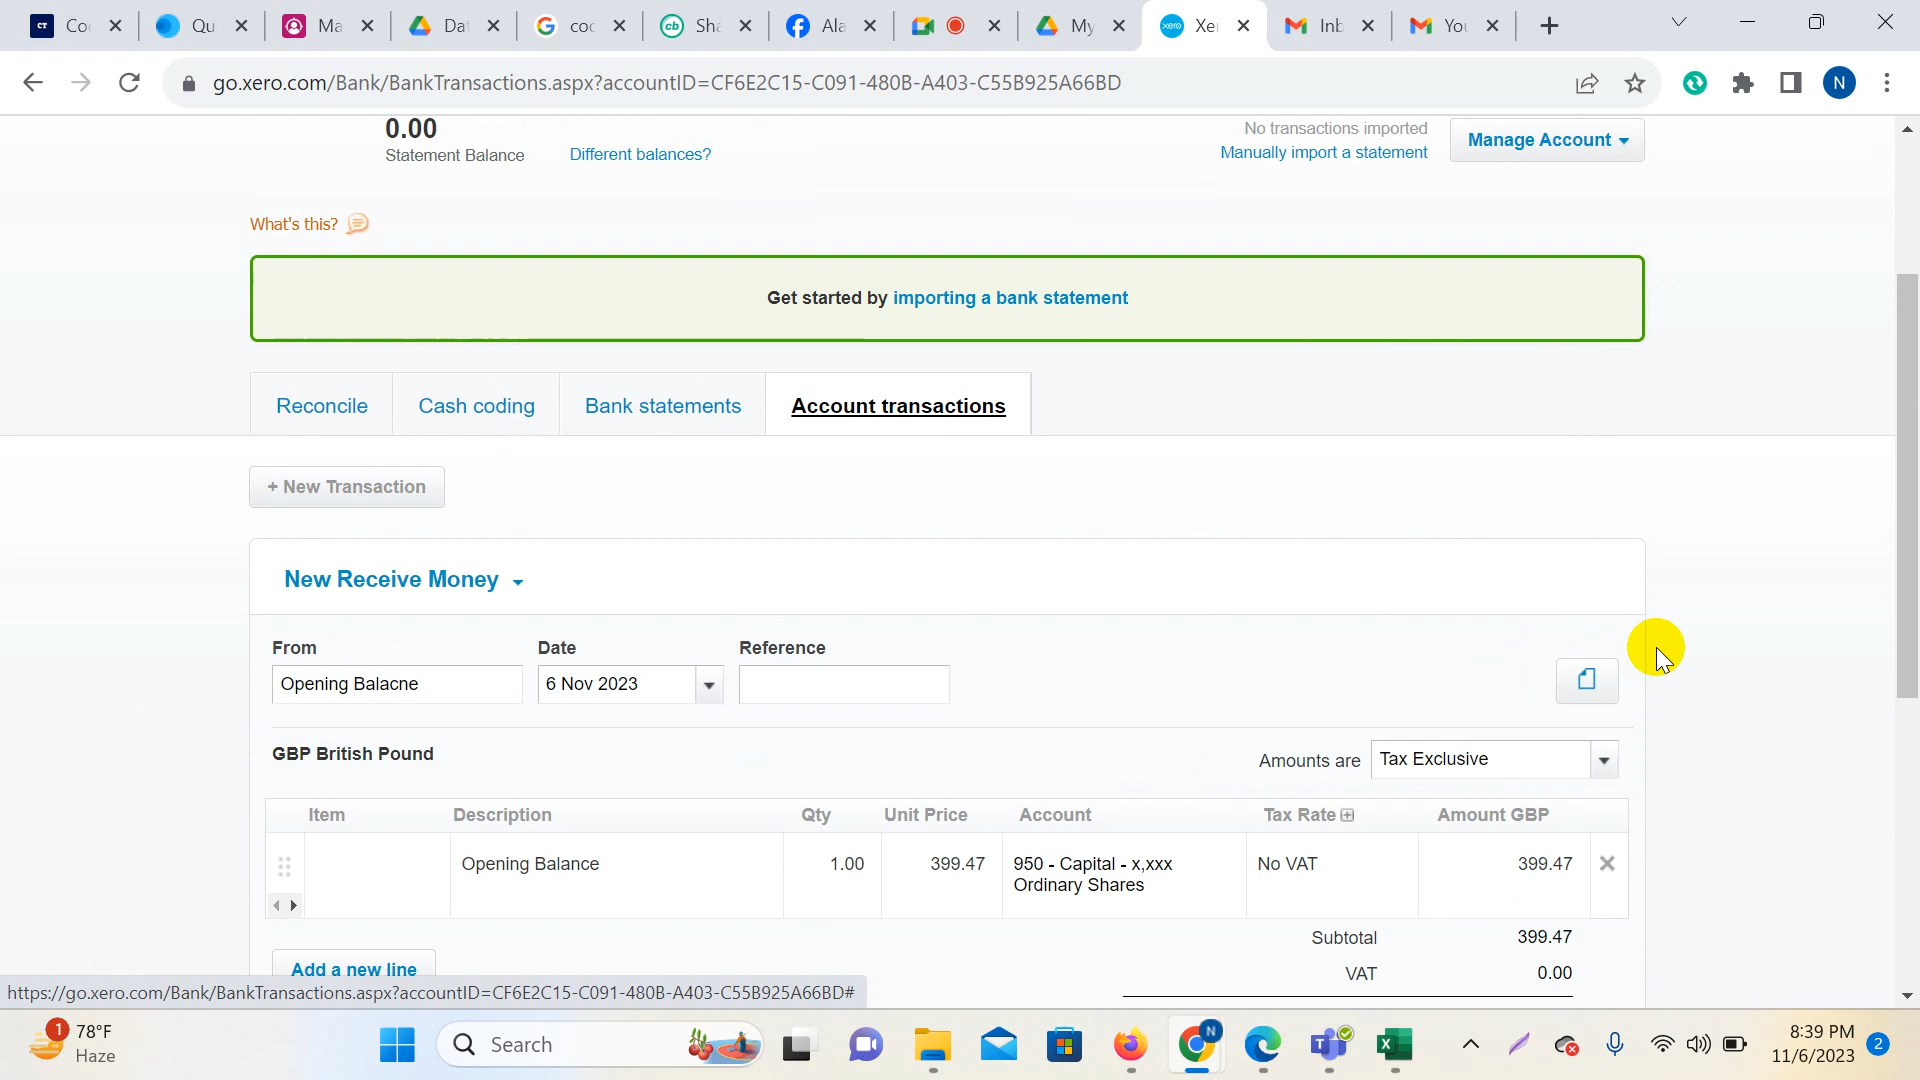 Co
Qu
Ma
Dat
coc
Sha
Ala
My
Xer
Inb
You
go.xero.com/Bank/BankTransactions.aspx?accountID=CF6E2C15-C091-480B-A403-C55B925A66BD
N
0.00
Statement Balance
Different balances?
No transactions imported
Manually import a statement
Manage Account
What's this?
Get started by importing a bank statement
Reconcile
Cash coding
Bank statements
Account transactions
+ New Transaction
New Receive Money
From
Date
Reference
Opening Balacne
6 Nov 2023
GBP British Pound
Amounts are
Tax Exclusive
Item Description Qty Unit Price Account Tax Rate Amount GBP
Opening Balance 1.00 399.47 950 - Capital - x,xxx No VAT 399.47
Ordinary Shares
Subtotal 399.47
Add a new line
VAT 0.00
https://go.xero.com/Bank/BankTransactions.aspx?accountID=CF6E2C15-C091-480B-A403-C55B925A66BD#
1
78°F
Haze
Search
N
8:39 PM
11/6/2023
2